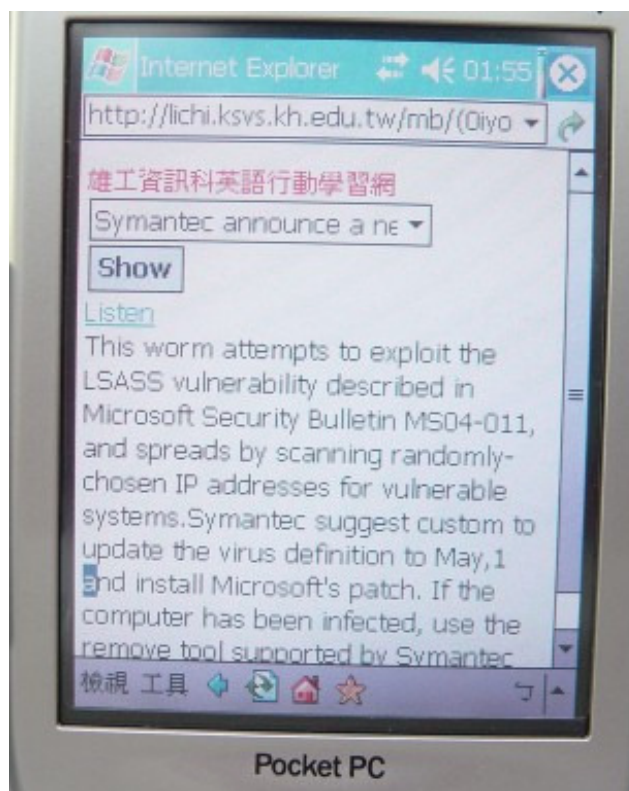 Internet Explorer 01:55
http://lichi.ksvs.kh.edu.tw/mb/(0iyo
雄工資訊科英語行動學習網
Symantec announce a ne
Show
Listen
This worm attempts to exploit the
LSASS vulnerability described in
Microsoft Security Bulletin MS04-011,
and spreads by scanning randomly-
chosen IP addresses for vulnerable
systems.Symantec suggest custom to
update the virus definition to May,1
and install Microsoft's patch. If the
computer has been infected, use the
remove tool supported by Symantec
檢視 工具 ㄅ
Pocket PC